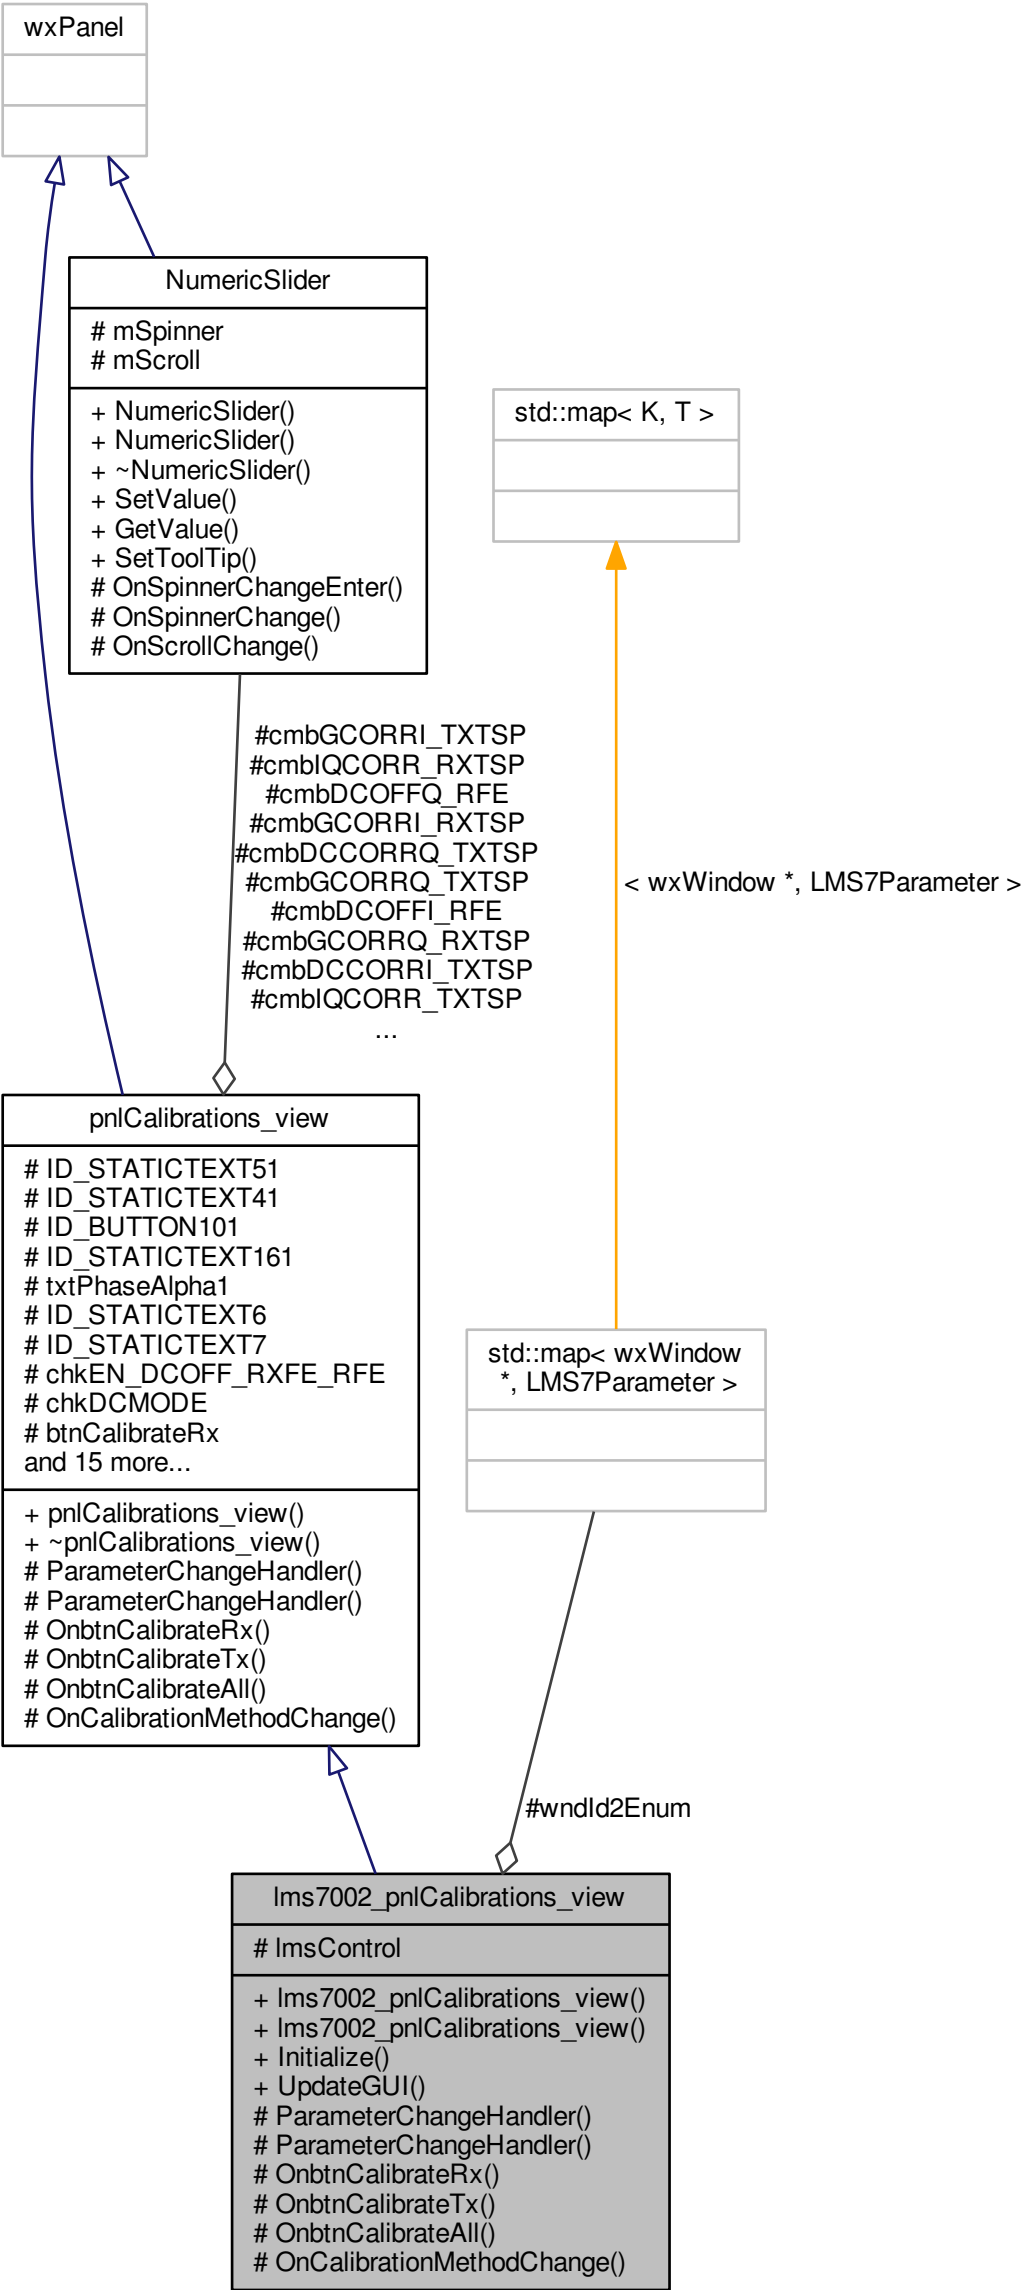 wxPanel
NumericSlider
# mSpinner
# mScroll
+ NumericSlider()
+ NumericSlider()
+ ~NumericSlider()
+ SetValue()
+ GetValue()
+ SetToolTip()
# OnSpinnerChangeEnter()
# OnSpinnerChange()
# OnScrollChange()
std::map< K, T >
#cmbGCORRI_TXTSP
#cmbIQCORR_RXTSP
#cmbDCOFFQ_RFE
#cmbGCORRI_RXTSP
#cmbDCCORRQ_TXTSP
#cmbGCORRQ_TXTSP
#cmbDCOFFI_RFE
#cmbGCORRQ_RXTSP
#cmbDCCORRI_TXTSP
#cmbIQCORR_TXTSP
...
< wxWindow *, LMS7Parameter >
pnlCalibrations_view
# ID_STATICTEXT51
# ID_STATICTEXT41
# ID_BUTTON101
# ID_STATICTEXT161
# txtPhaseAlpha1
# ID_STATICTEXT6
# ID_STATICTEXT7
# chkEN_DCOFF_RXFE_RFE
# chkDCMODE
# btnCalibrateRx
and 15 more...
+ pnlCalibrations_view()
+ ~pnlCalibrations_view()
# ParameterChangeHandler()
# ParameterChangeHandler()
# OnbtnCalibrateRx()
# OnbtnCalibrateTx()
# OnbtnCalibrateAll()
# OnCalibrationMethodChange()
std::map< wxWindow
*, LMS7Parameter >
#wndId2Enum
lms7002_pnlCalibrations_view
# lmsControl
+ lms7002_pnlCalibrations_view()
+ lms7002_pnlCalibrations_view()
+ Initialize()
+ UpdateGUI()
# ParameterChangeHandler()
# ParameterChangeHandler()
# OnbtnCalibrateRx()
# OnbtnCalibrateTx()
# OnbtnCalibrateAll()
# OnCalibrationMethodChange()